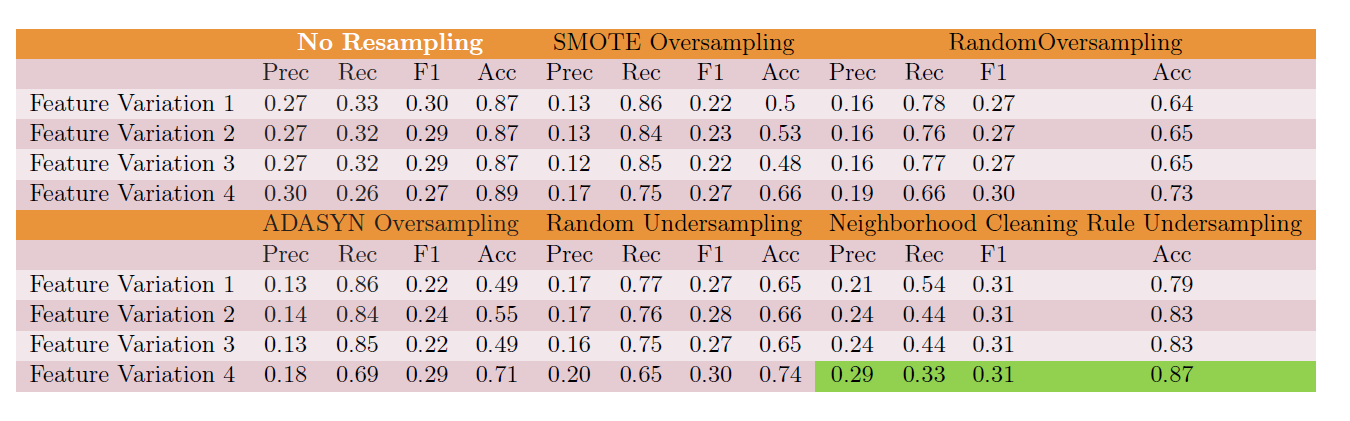 No Resampling SMOTE Oversampling RandomOversampling
Prec Rec F1 Acc Prec Rec F1 Acc Prec Rec F1 Acc
Feature Variation 1 0.27 0.33 0.30 0.87 0.13 0.86 0.22 0.5 0.16 0.78 0.27 0.64
Feature Variation 2 0.27 0.32 0.29 0.87 0.13 0.84 0.23 0.53 0.16 0.76 0.27 0.65
Feature Variation 3 0.27 0.32 0.29 0.87 0.12 0.85 0.22 0.48 0.16 0.77 0.27 0.65
Feature Variation 4 0.30 0.26 0.27 0.89 0.17 0.75 0.27 0.66 0.19 0.66 0.30 0.73
ADASYN Oversampling Random Undersampling Neighborhood Cleaning Rule Undersampling
Prec Rec F1 Acc Prec Rec F1 Acc Prec Rec F1 Acc
Feature Variation 1 0.13 0.86 0.22 0.49 0.17 0.77 0.27 0.65 0.21 0.54 0.31 0.79
Feature Variation 2 0.14 0.84 0.24 0.55 0.17 0.76 0.28 0.66 0.24 0.44 0.31 0.83
Feature Variation 3 0.13 0.85 0.22 0.49 0.16 0.75 0.27 0.65 0.24 0.44 0.31 0.83
Feature Variation 4 0.18 0.69 0.29 0.71 0.20 0.65 0.30 0.74 0.29 0.33 0.31 0.87